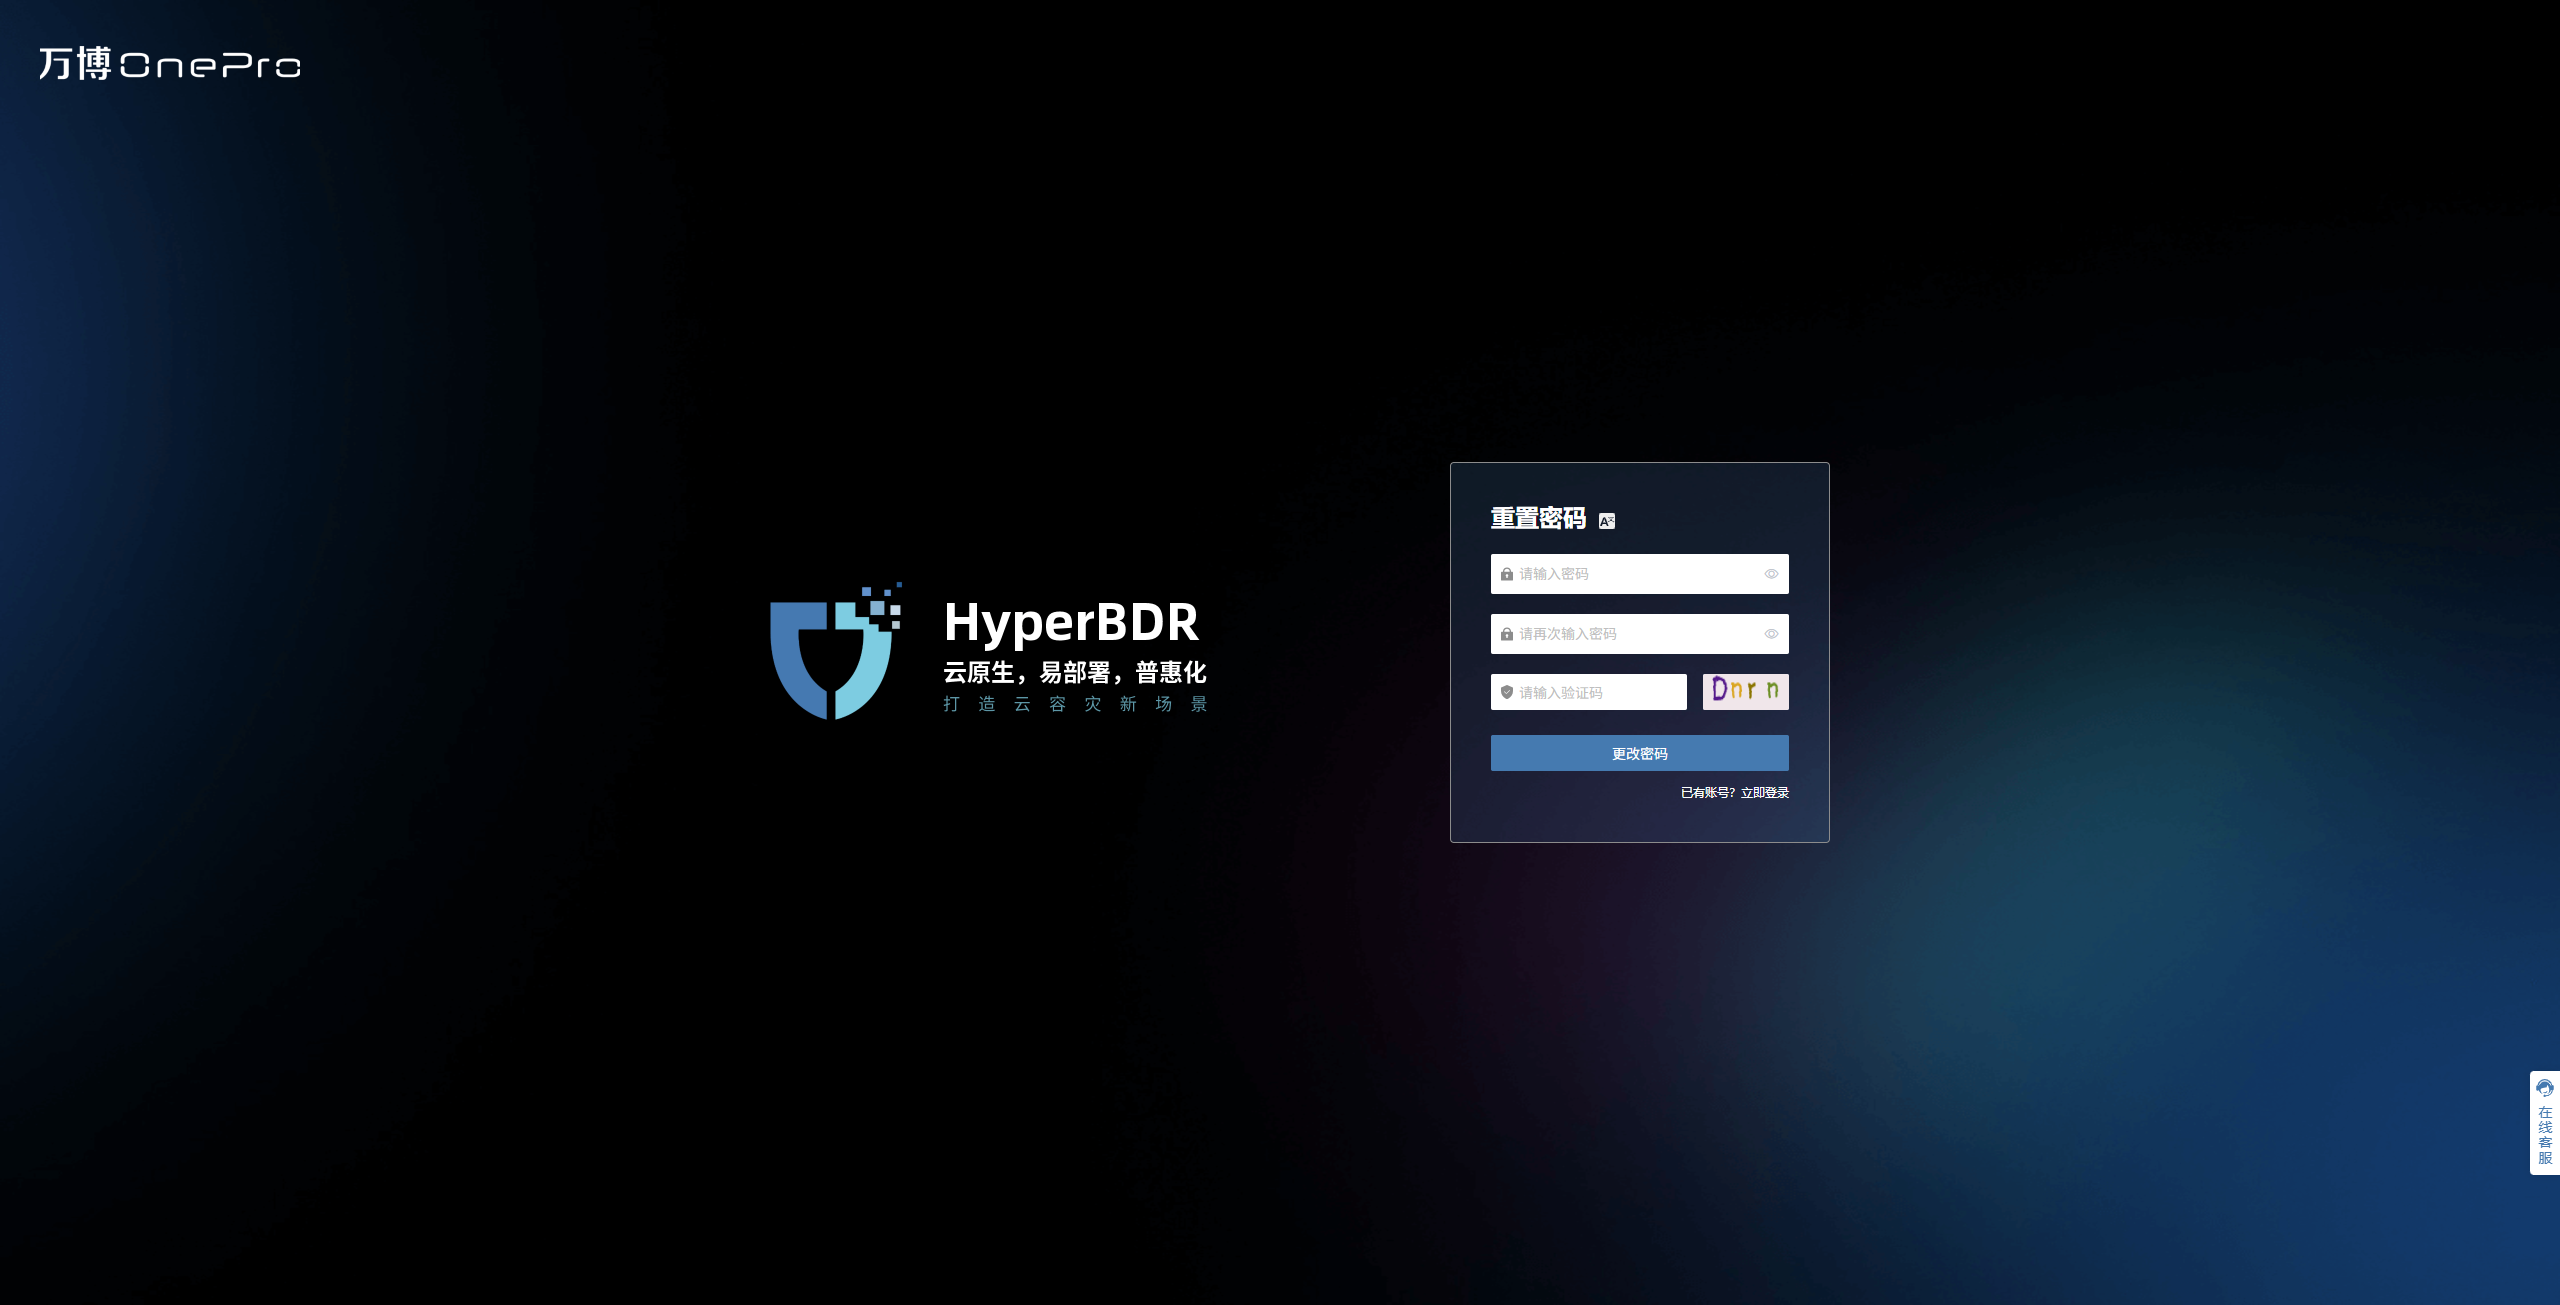 万博OnePro
HyperBDR
云原生，易部署，普惠化
打造云容灾新场景
重置密码
请输入密码
请再次输入密码
请输入验证码
Dnrn
更改密码
已有账号？立即登录
在线客服